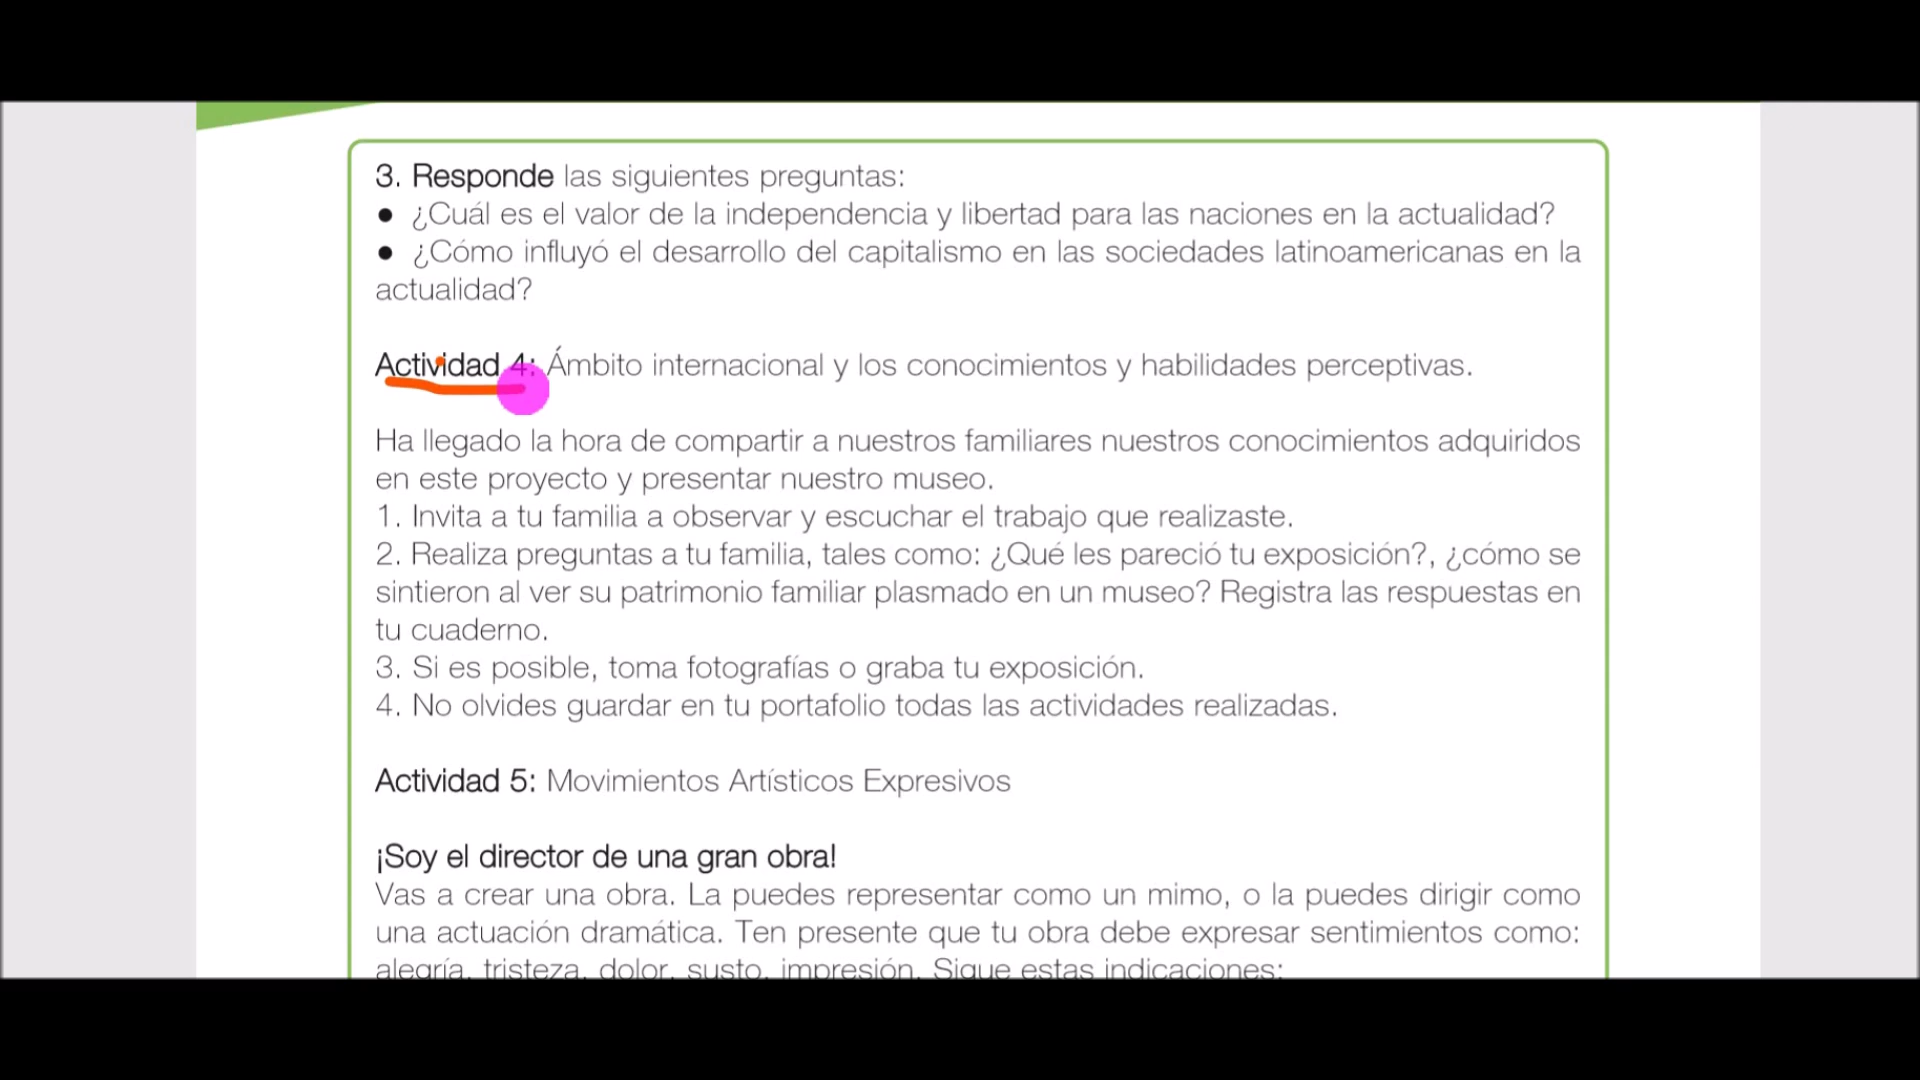 3. Responde las siguientes preguntas:
● ¿Cuál es el valor de la independencia y libertad para las naciones en la actualidad?
● ¿Cómo influyó el desarrollo del capitalismo en las sociedades latinoamericanas en la
actualidad?
Actividad 4: Ámbito internacional y los conocimientos y habilidades perceptivas.
Ha llegado la hora de compartir a nuestros familiares nuestros conocimientos adquiridos
en este proyecto y presentar nuestro museo.
1. Invita a tu familia a observar y escuchar el trabajo que realizaste.
2. Realiza preguntas a tu familia, tales como: ¿Qué les pareció tu exposición?, ¿cómo se
sintieron al ver su patrimonio familiar plasmado en un museo? Registra las respuestas en
tu cuaderno.
3. Si es posible, toma fotografías o graba tu exposición.
4. No olvides guardar en tu portafolio todas las actividades realizadas.
Actividad 5: Movimientos Artísticos Expresivos
¡Soy el director de una gran obra!
Vas a crear una obra. La puedes representar como un mimo, o la puedes dirigir como
una actuación dramática. Ten presente que tu obra debe expresar sentimientos como:
alegría, tristeza, dolor, susto, impresión. Sigue estas indicaciones: